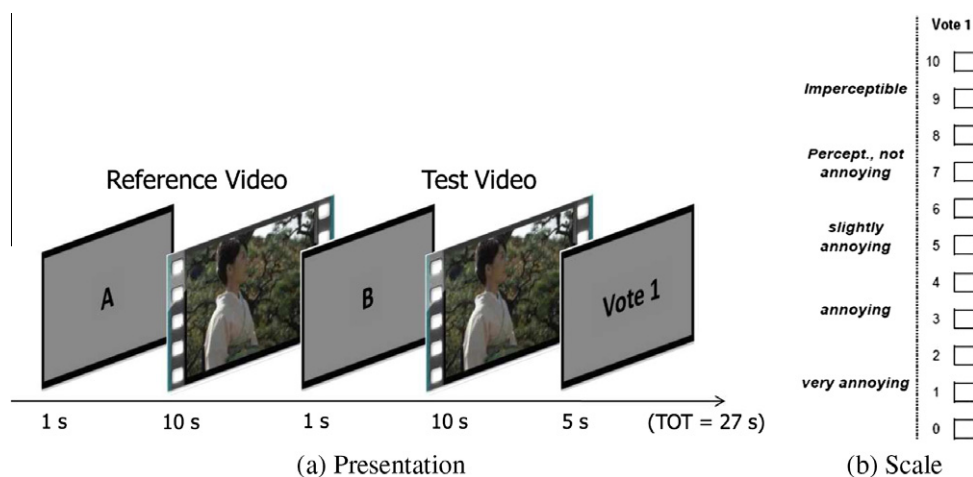 Reference Video
Test Video
A
B
Vote 1
1 s
10 s
1 s
10 s
5 s
(TOT = 27 s)
(a) Presentation
Vote 1
10
Imperceptible
9
8
Percept., not
annoying
7
6
slightly
annoying
5
4
annoying
3
2
very annoying
1
0
(b) Scale